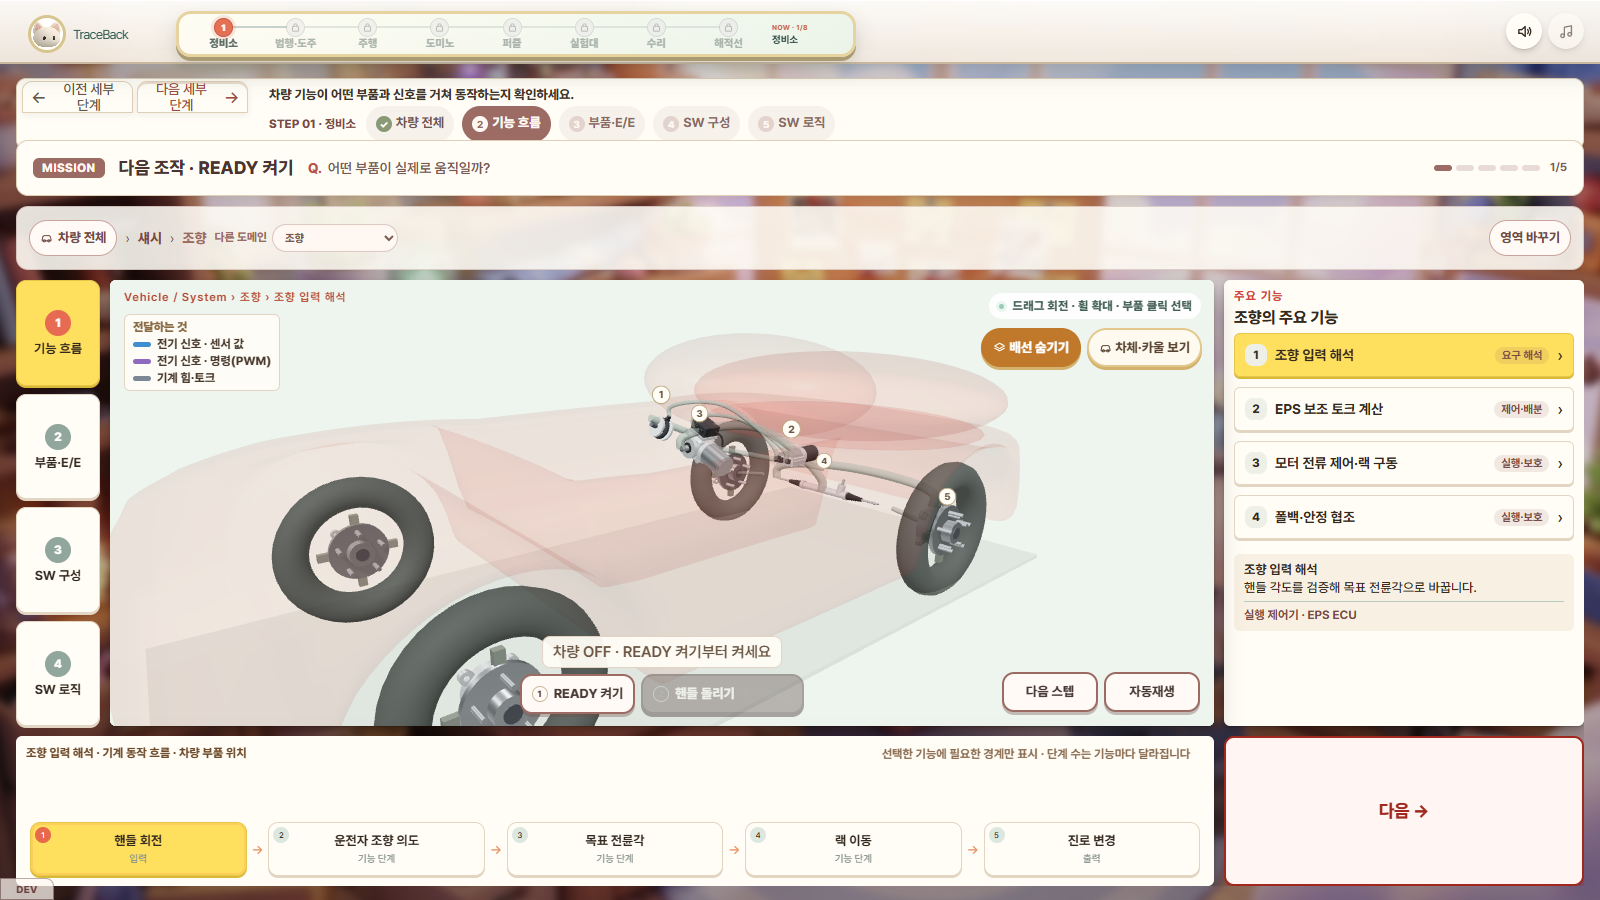 TraceBack
1
정비소
범행·도주
주행
도미노
퍼즐
실험대
수리
해적선
NOW · 1/8
정비소
← 이전 세부 단계
다음 세부 단계 →
차량 기능이 어떤 부품과 신호를 거쳐 동작하는지 확인하세요.
STEP 01 · 정비소
차량 전체
2 기능 흐름
3 부품·E/E
4 SW 구성
5 SW 로직
MISSION 다음 조작 · READY 켜기 Q. 어떤 부품이 실제로 움직일까?
1/5
차량 전체 › 섀시 › 조향 다른 도메인 조향
영역 바꾸기
1
기능 흐름
2
부품·E/E
3
SW 구성
4
SW 로직
Vehicle / System › 조향 › 조향 입력 해석
전달하는 것
전기 신호 · 센서 값
전기 신호 · 명령(PWM)
기계 힘·토크
드래그 회전 · 휠 확대 · 부품 클릭 선택
배선 숨기기
차체·카울 보기
1
3
2
4
5
차량 OFF · READY 켜기부터 켜세요
1 READY 켜기
핸들 돌리기
다음 스텝
자동재생
주요 기능
조향의 주요 기능
1 조향 입력 해석 요구 해석 ›
2 EPS 보조 토크 계산 제어·배분 ›
3 모터 전류 제어·랙 구동 실행·보호 ›
4 폴백·안정 협조 실행·보호 ›
조향 입력 해석
핸들 각도를 검증해 목표 전륜각으로 바꿉니다.
실행 제어기 · EPS ECU
조향 입력 해석 · 기계 동작 흐름 · 차량 부품 위치
선택한 기능에 필요한 경계만 표시 · 단계 수는 기능마다 달라집니다
1 핸들 회전
입력
→
2 운전자 조향 의도
기능 단계
→
3 목표 전륜각
기능 단계
→
4 랙 이동
기능 단계
→
5 진로 변경
출력
다음 →
DEV